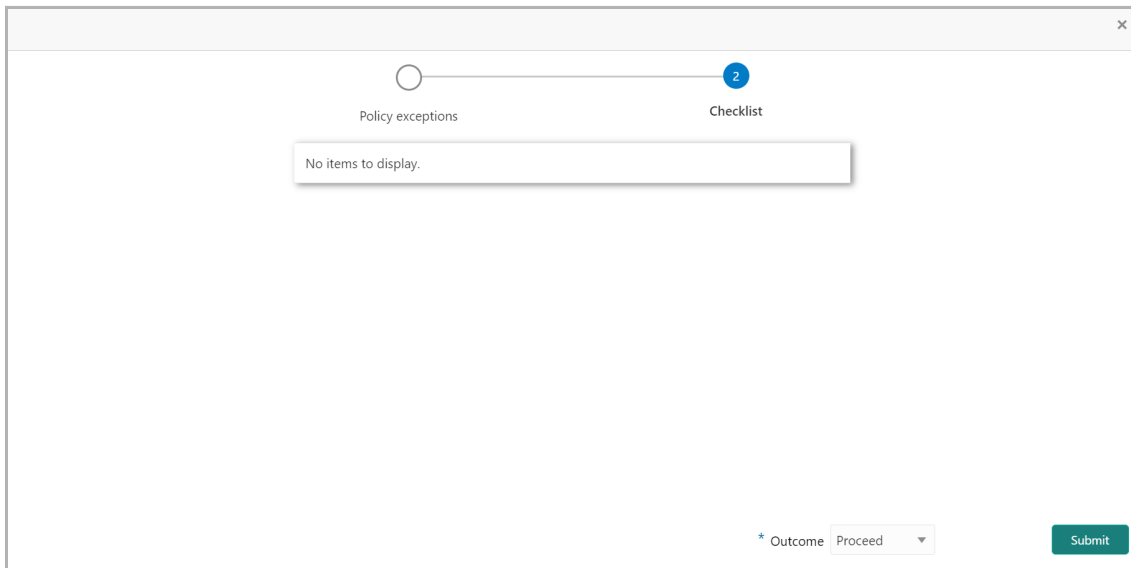 ×
2
Policy exceptions
Checklist
No items to display.
* Outcome Proceed
Submit